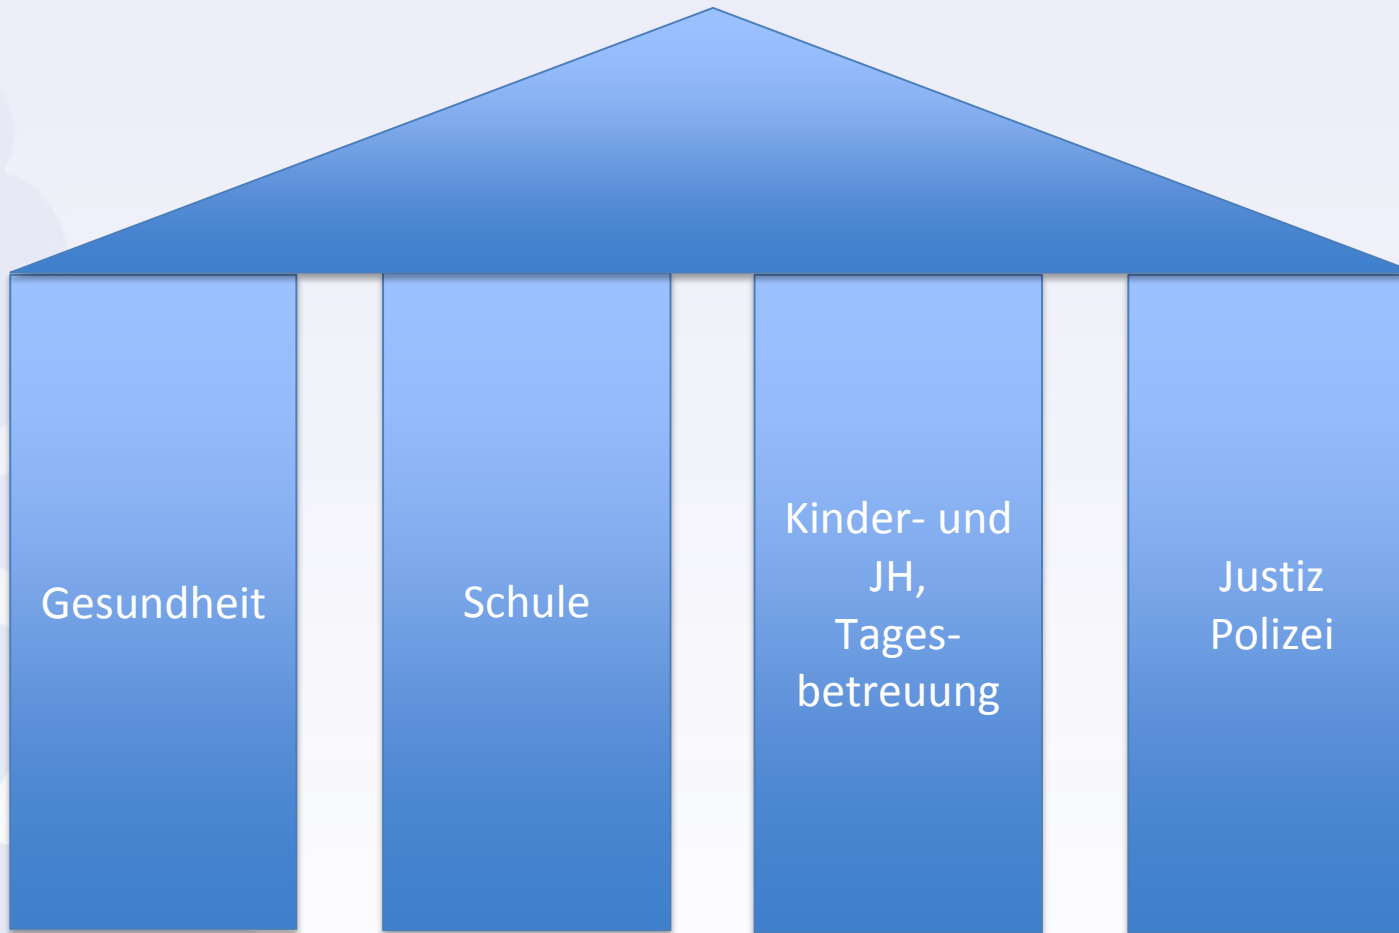 Gesundheit
Schule
Kinder- und
JH,
Tages-
betreuung
Justiz
Polizei